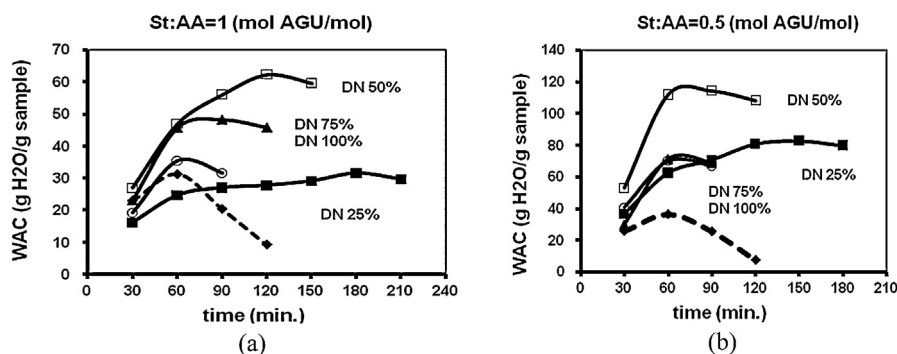 St:AA=1 (mol AGU/mol)
WAC (g H2O/g sample)
70
60
50
40
30
20
10
0
DN 50%
DN 75%
DN 100%
DN 25%
0 30 60 90 120 150 180 210 240
time (min.)
(a)
St:AA=0.5 (mol AGU/mol)
WAC (g H2O/g sample)
140
120
100
80
60
40
20
0
DN 50%
DN 25%
DN 75%
DN 100%
0 30 60 90 120 150 180 210
time (min.)
(b)